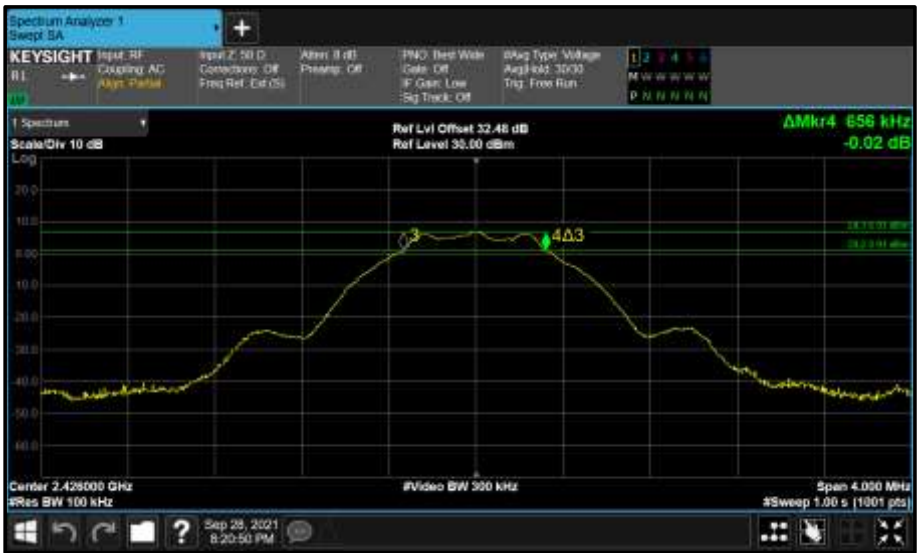 Spectrum Analyzer 1
Swept SA
+
KEYSIGHT
Input: RF
Coupling: AC
Align: Partial
Input Z: 50 Ω
Corrections: Off
Freq Ref: Ext (S)
Atten: 8 dB
Preamp: Off
PNO: Best Wide
Gate: Off
IF Gain: Low
Sig Track: Off
#Avg Type: Voltage
Avg|Hold: 30/30
Trig: Free Run
1 2 3 4 5 6
M W W W W W
P N N N N N
1 Spectrum
Scale/Div 10 dB
Log
Ref Lvl Offset 32.48 dB
Ref Level 30.00 dBm
ΔMkr4 656 kHz
-0.02 dB
20.0
10.0
0.00
-10.0
-20.0
-30.0
-40.0
-50.0
-60.0
3
4Δ3
Center 2.426000 GHz
#Res BW 100 kHz
#Video BW 300 kHz
Span 4.000 MHz
#Sweep 1.00 s (1001 pts)
?
Sep 28, 2021
8:20:50 PM